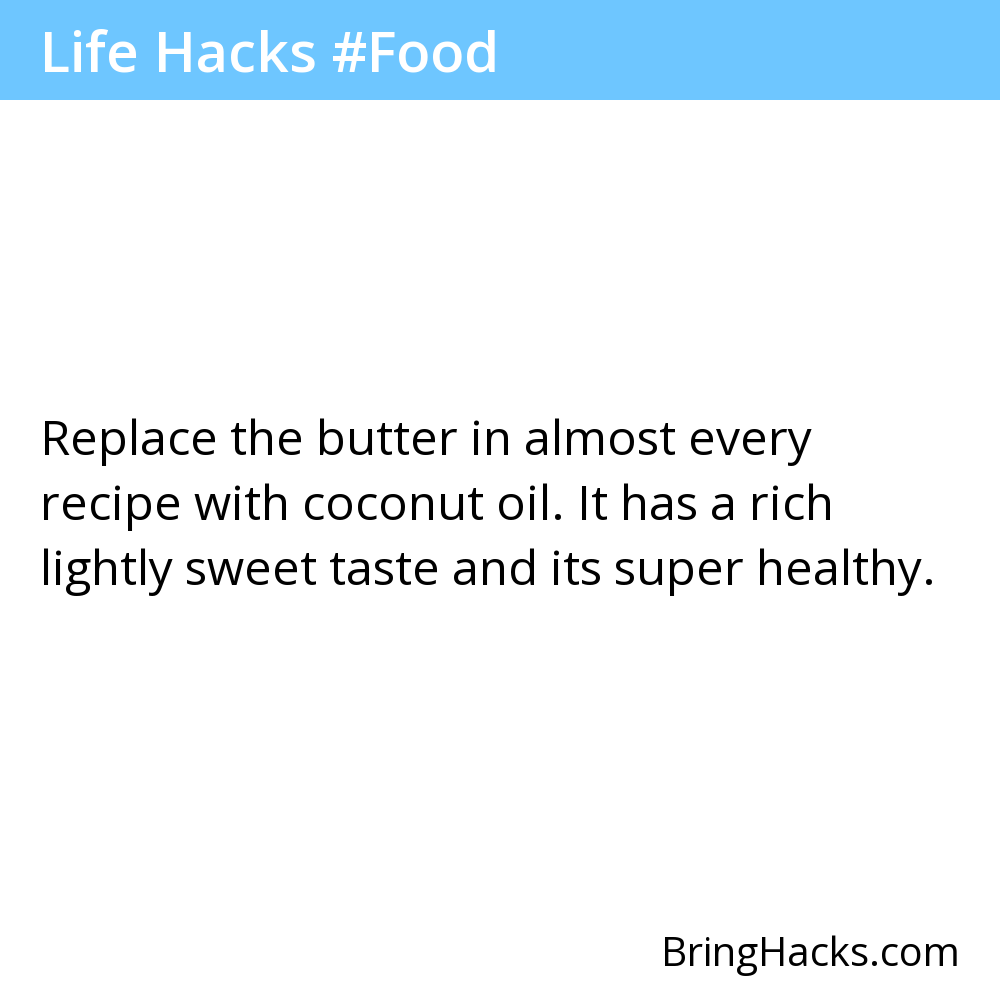 Life Hacks #Food
Replace the butter in almost every
recipe with coconut oil. It has a rich
lightly sweet taste and its super healthy.
BringHacks.com